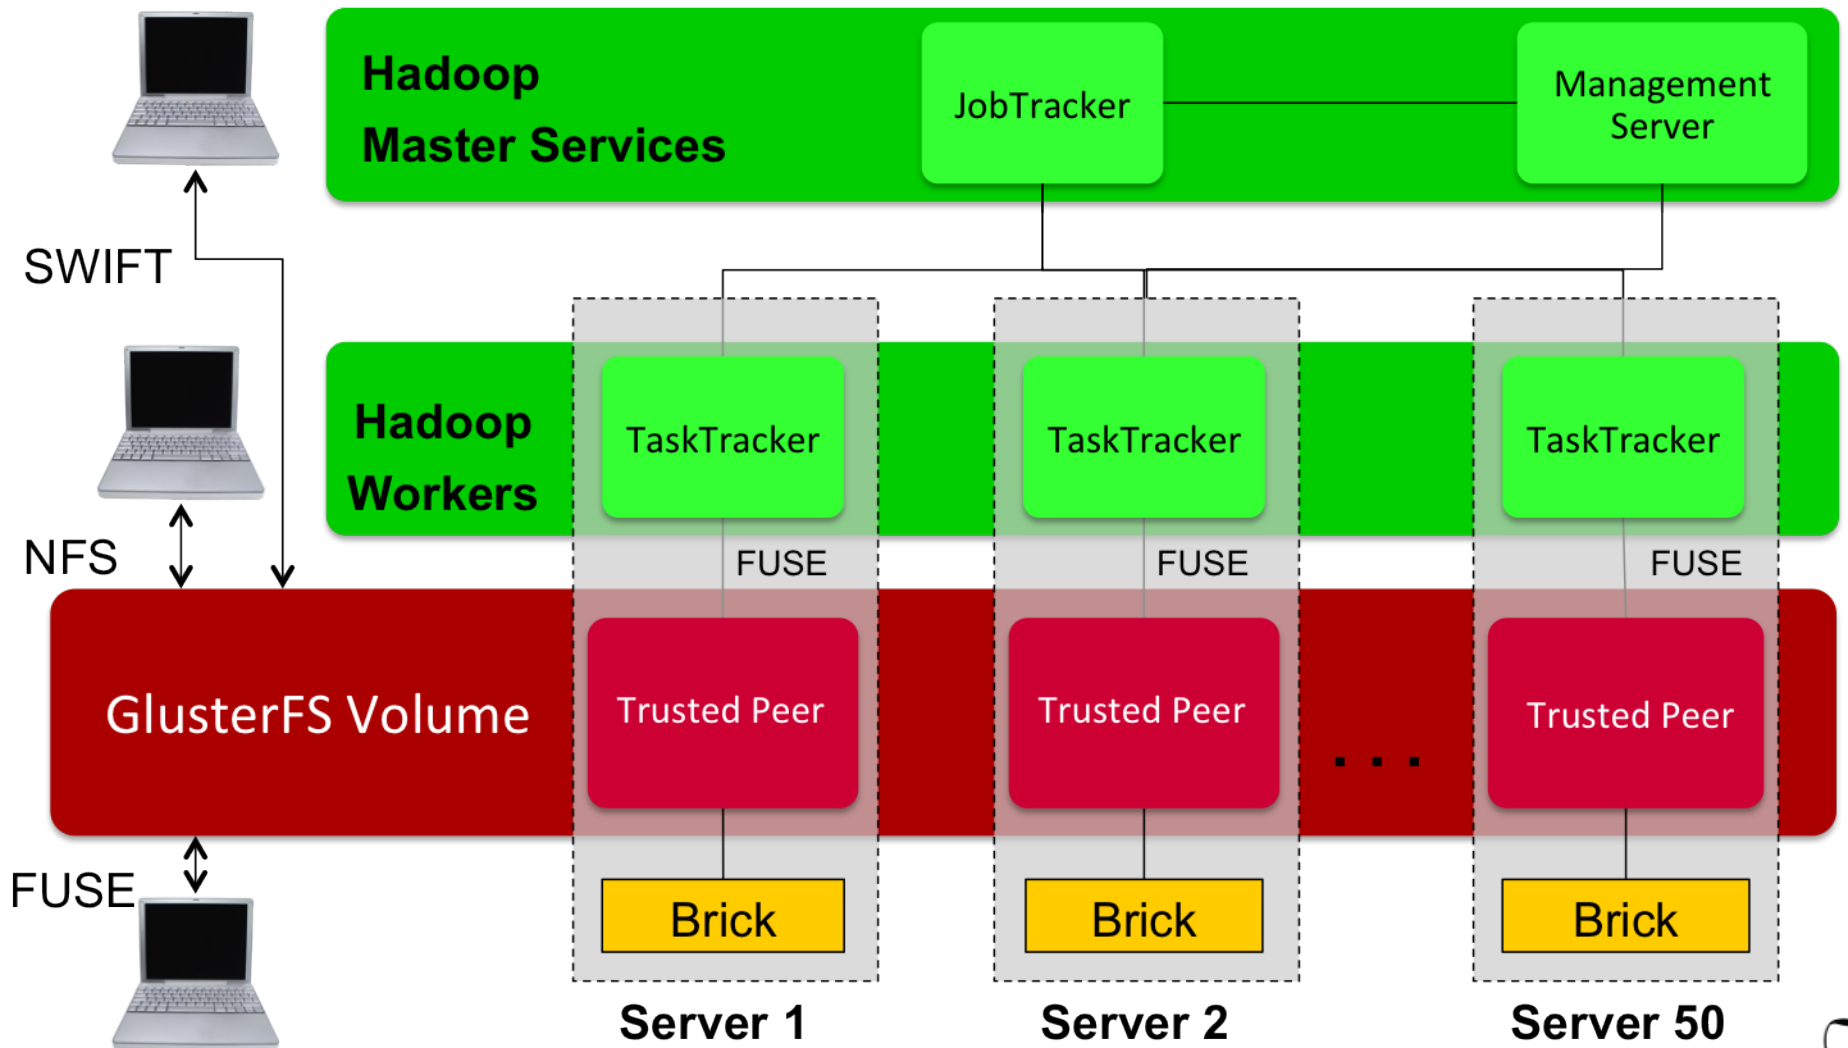 Hadoop
Master Services
JobTracker
Management
Server
SWIFT
Hadoop
Workers
TaskTracker
TaskTracker
TaskTracker
NFS
FUSE
FUSE
FUSE
GlusterFS Volume
Trusted Peer
Trusted Peer
. . .
Trusted Peer
FUSE
Brick
Brick
Brick
Server 1
Server 2
Server 50